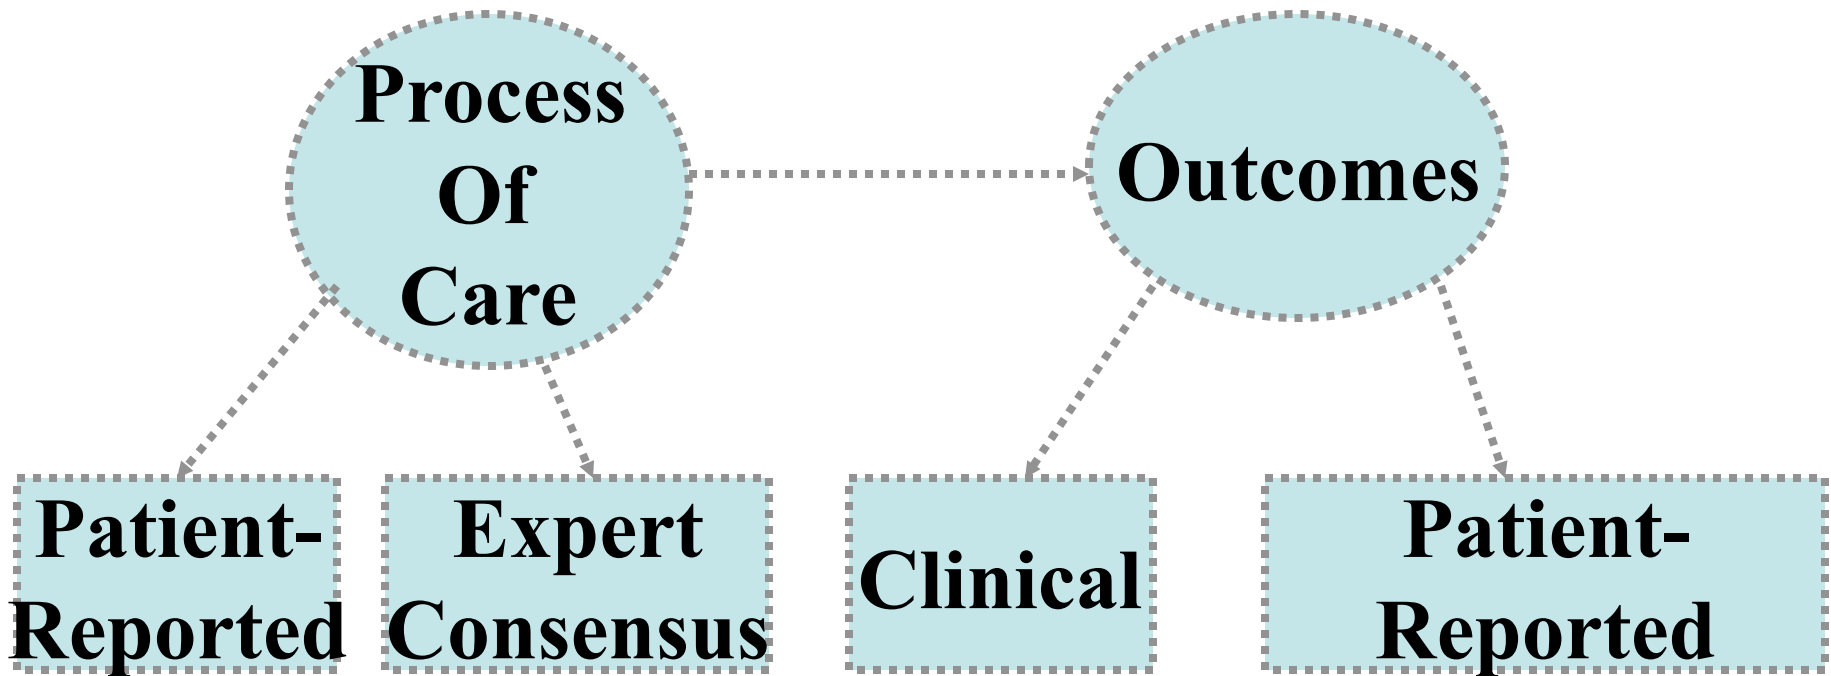 Process
Of
Care
Outcomes
Patient-
Reported
Expert
Consensus
Clinical
Patient-
Reported